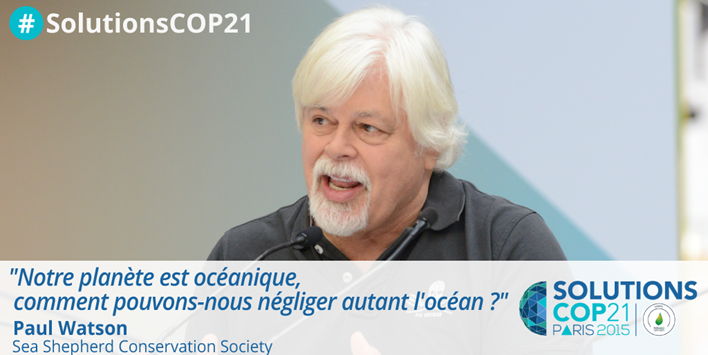 # SolutionsCOP21
"Notre planète est océanique,
comment pouvons-nous négliger autant l'océan ?"
Paul Watson
Sea Shepherd Conservation Society
SOLUTIONS
COP21
PARIS 2015